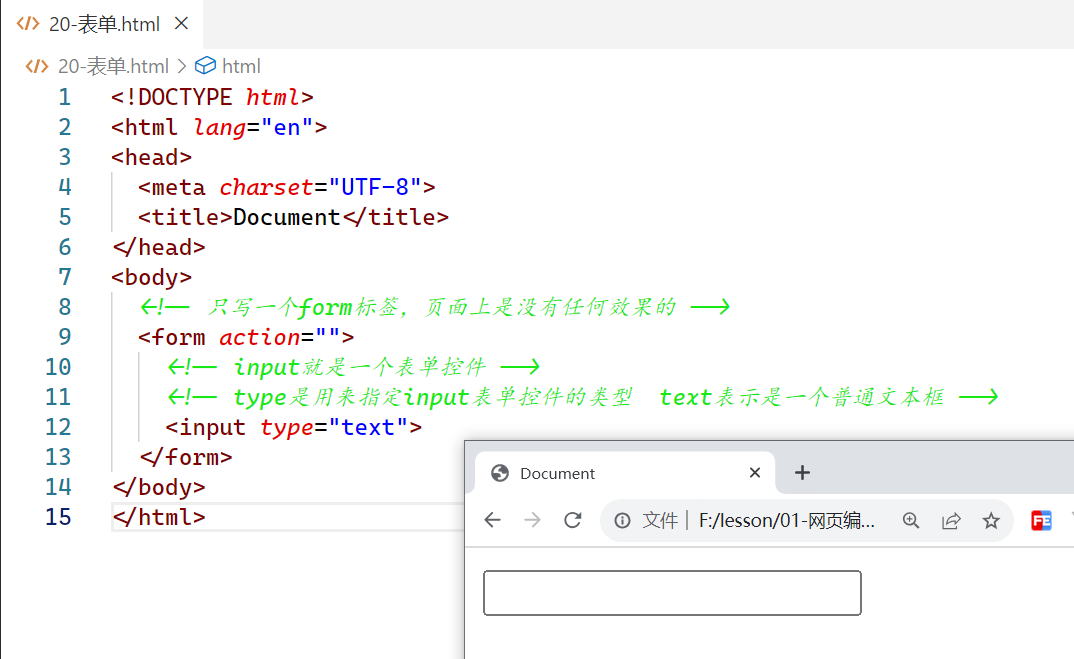 20-表单.html
20-表单.html > html
1 <!DOCTYPE html>
2 <html lang="en">
3 <head>
4 <meta charset="UTF-8">
5 <title>Document</title>
6 </head>
7 <body>
8 <!-- 只写一个form标签，页面上是没有任何效果的 -->
9 <form action="">
10 <!-- input就是一个表单控件 -->
11 <!-- type是用来指定input表单控件的类型  text表示是一个普通文本框 -->
12 <input type="text">
13 </form>
14 </body>
15 </html>
Document
文件 | F:/lesson/01-网页编...
FE